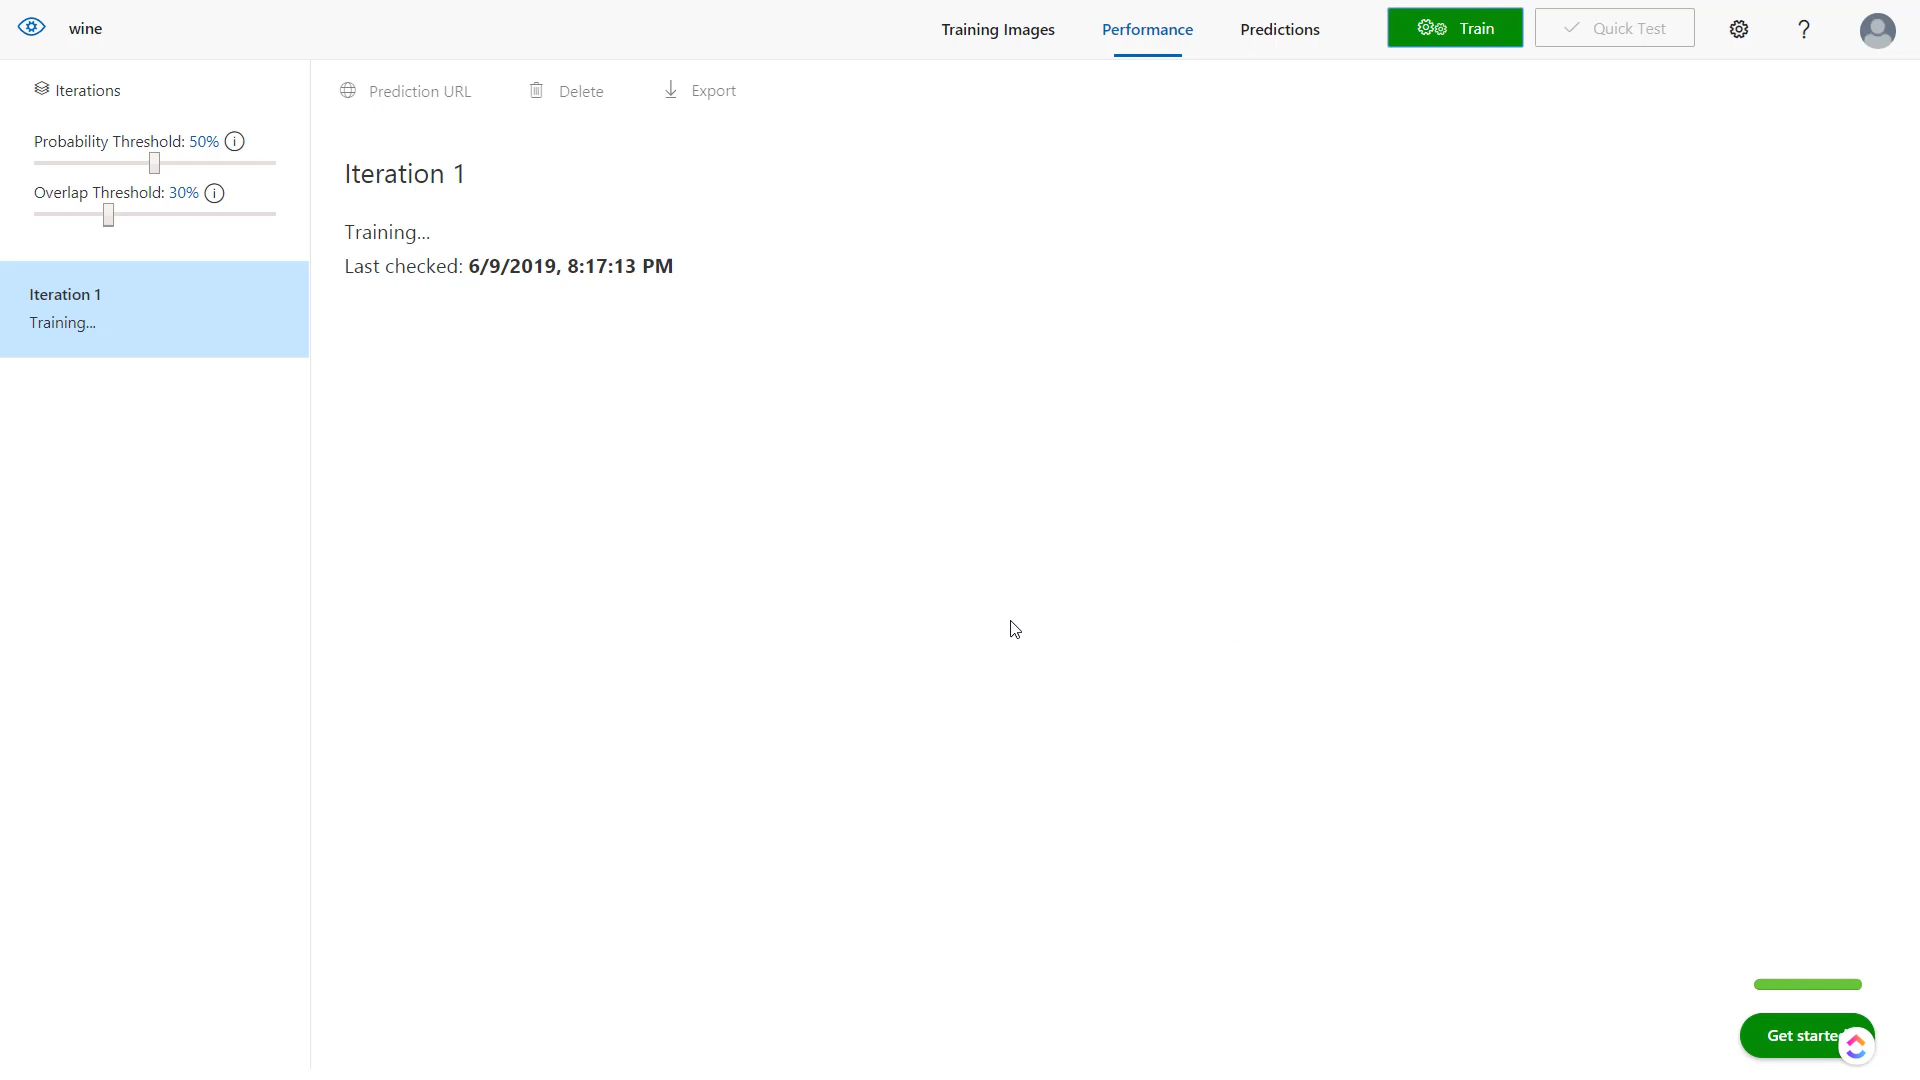 wine
Training Images
Performance
Predictions
Train
Quick Test
?
Iterations
Prediction URL
Delete
Export
Probability Threshold: 50%
Overlap Threshold: 30%
Iteration 1
Training...
Last checked: 6/9/2019, 8:17:13 PM
Iteration 1
Training...
Get